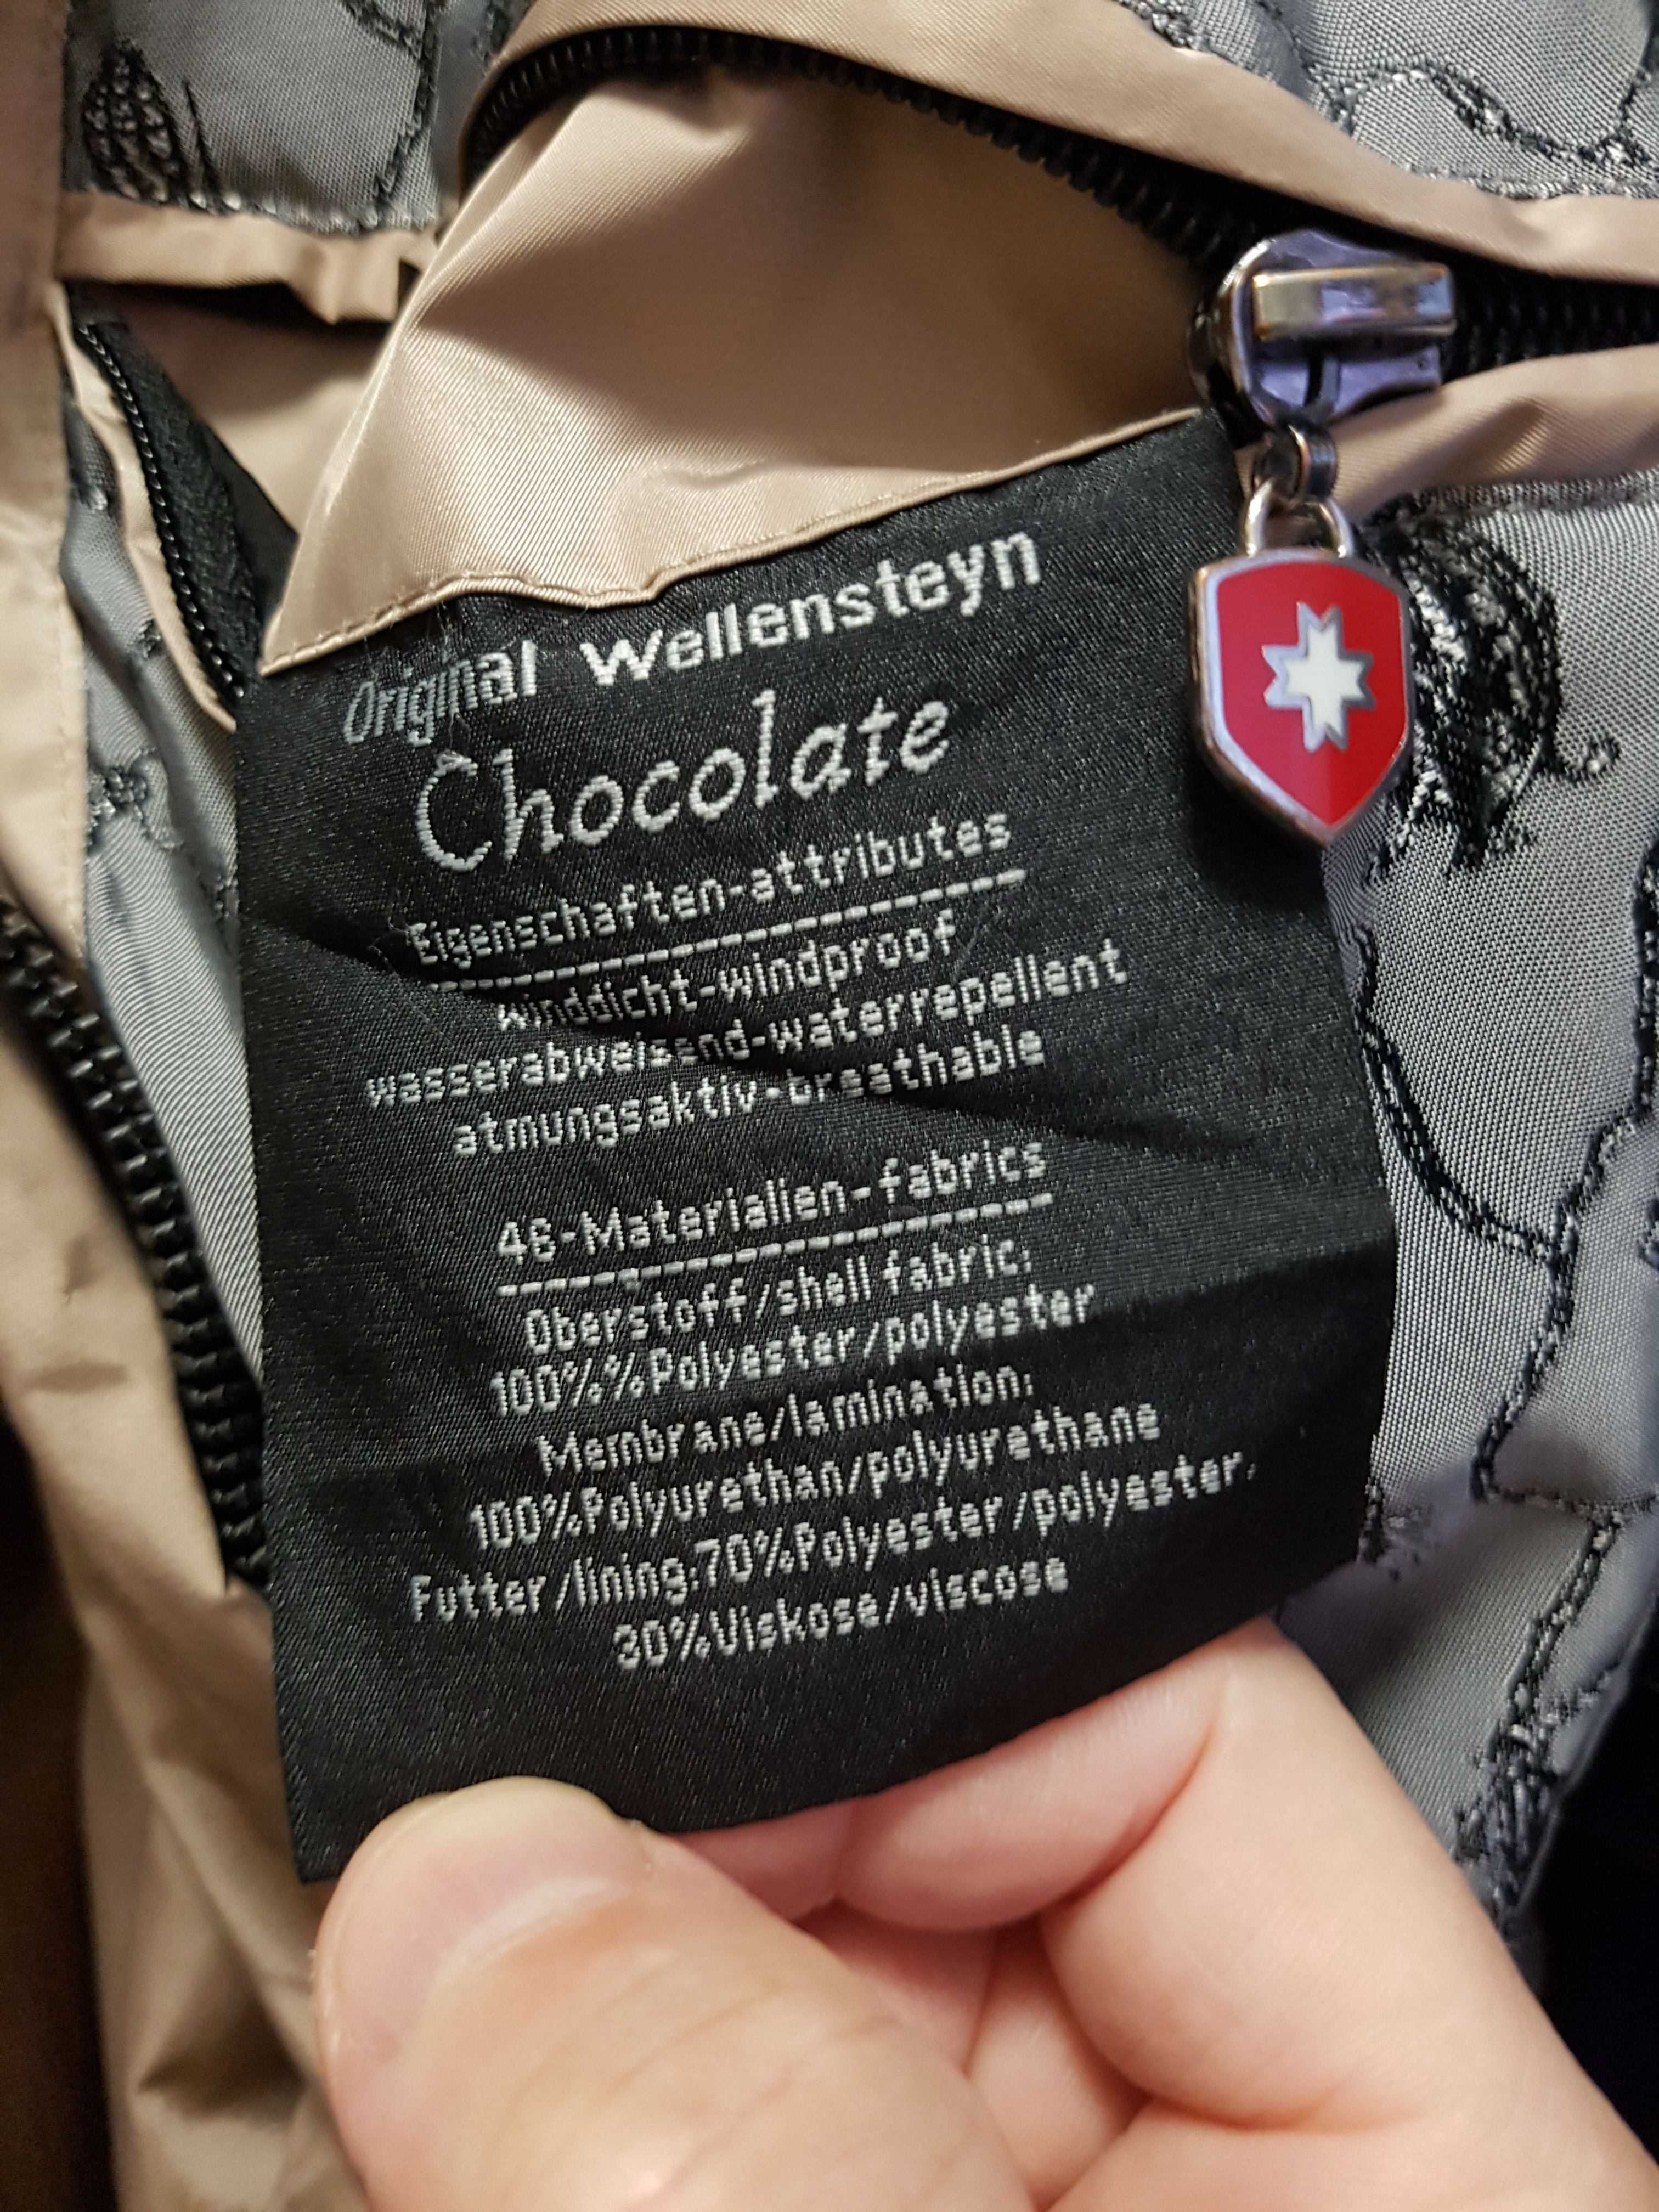 Original Wellensteyn
Chocolate
Eigenschaften-attributes
winddicht-windproof
wasserabweisend-waterrepellent
atmungsaktiv-breathable
46-Materialien-fabrics
Oberstoff/shell fabric:
100%%Polyester/polyester
Membrane/lamination:
100%Polyurethan/polyurethane
Futter/lining:70%Polyester/polyester,
30%Viskose/viscose